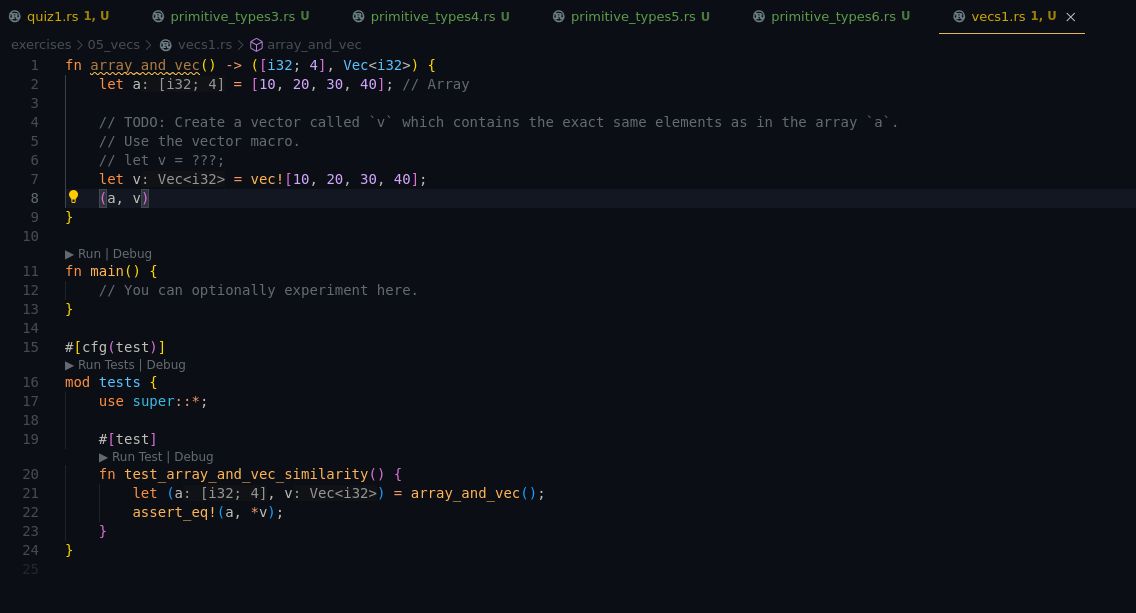 quiz1.rs 1, U primitive_types3.rs U primitive_types4.rs U primitive_types5.rs U primitive_types6.rs U vecs1.rs 1, U
exercises > 05_vecs > vecs1.rs > array_and_vec
1 fn array_and_vec() -> ([i32; 4], Vec<i32>) {
2     let a: [i32; 4] = [10, 20, 30, 40]; // Array
3
4     // TODO: Create a vector called `v` which contains the exact same elements as in the array `a`.
5     // Use the vector macro.
6     // let v = ???;
7     let v: Vec<i32> = vec![10, 20, 30, 40];
8     (a, v)
9 }
10
▶ Run | Debug
11 fn main() {
12     // You can optionally experiment here.
13 }
14
15 #[cfg(test)]
▶ Run Tests | Debug
16 mod tests {
17     use super::*;
18
19     #[test]
▶ Run Test | Debug
20     fn test_array_and_vec_similarity() {
21         let (a: [i32; 4], v: Vec<i32>) = array_and_vec();
22         assert_eq!(a, *v);
23     }
24 }
25